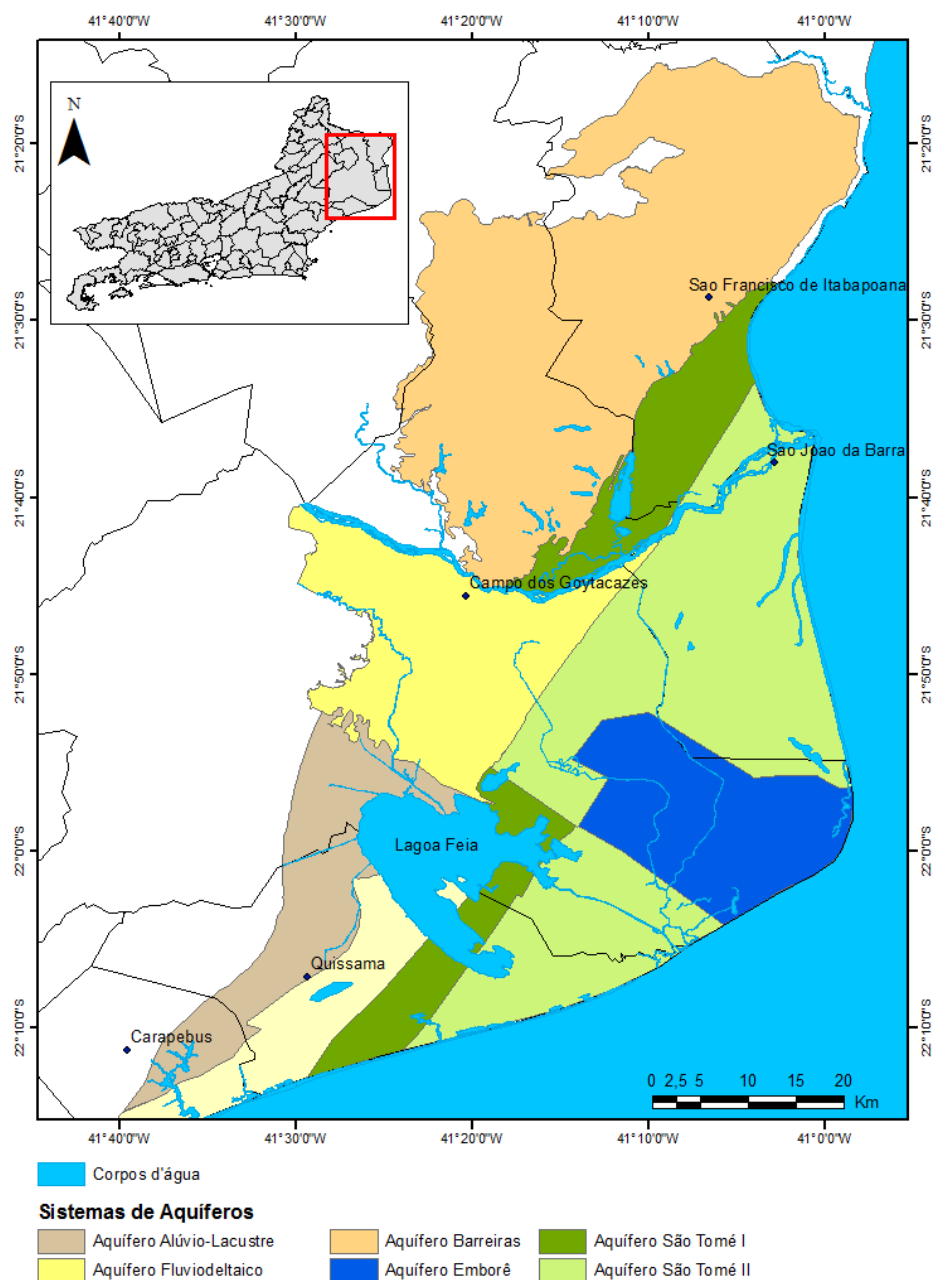 41°40'0"W 41°30'0"W 41°20'0"W 41°10'0"W 41°0'0"W
N
21°20'0"S 21°20'0"S
Sao Francisco de Itabapoana
21°30'0"S 21°30'0"S
Sao Joao da Barra
21°40'0"S 21°40'0"S
Campo dos Goytacazes
21°50'0"S 21°50'0"S
Lagoa Feia
22°0'0"S 22°0'0"S
Quissama
22°10'0"S 22°10'0"S
Carapebus
0 2,5 5 10 15 20
Km
41°40'0"W 41°30'0"W 41°20'0"W 41°10'0"W 41°0'0"W
Corpos d'água
Sistemas de Aquíferos
Aquífero Alúvio-Lacustre Aquífero Barreiras Aquífero São Tomé I
Aquífero Fluviodeltaico Aquífero Emborê Aquífero São Tomé II